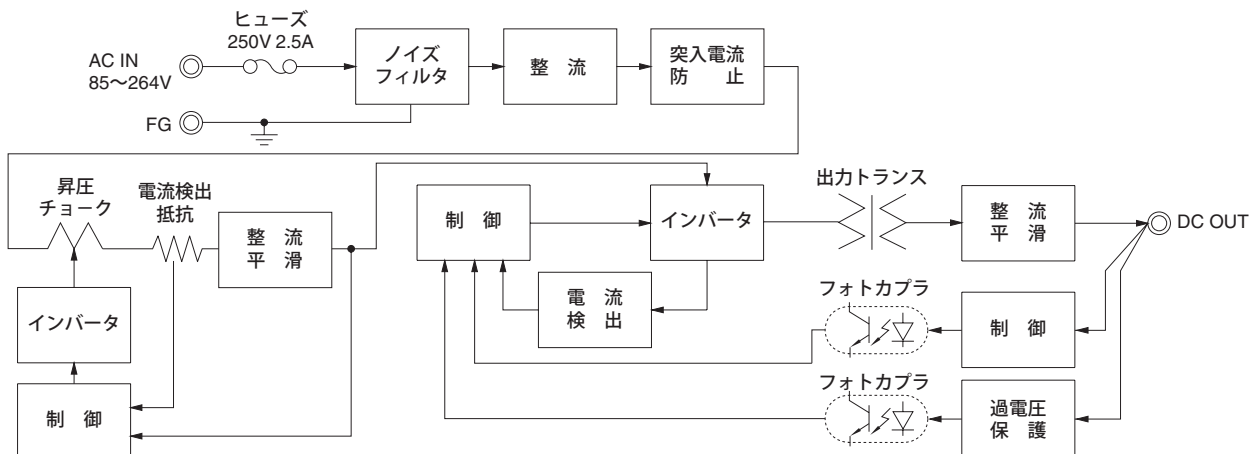 ヒューズ
250V 2.5A
AC IN
85～264V
ノイズ
フィルタ
整 流
突入電流
防 止
FG
昇圧
チョーク
電流検出
抵抗
整 流
平 滑
制 御
インバータ
出力トランス
整 流
平 滑
DC OUT
電 流
検 出
フォトカプラ
制 御
インバータ
フォトカプラ
過電圧
保 護
制 御